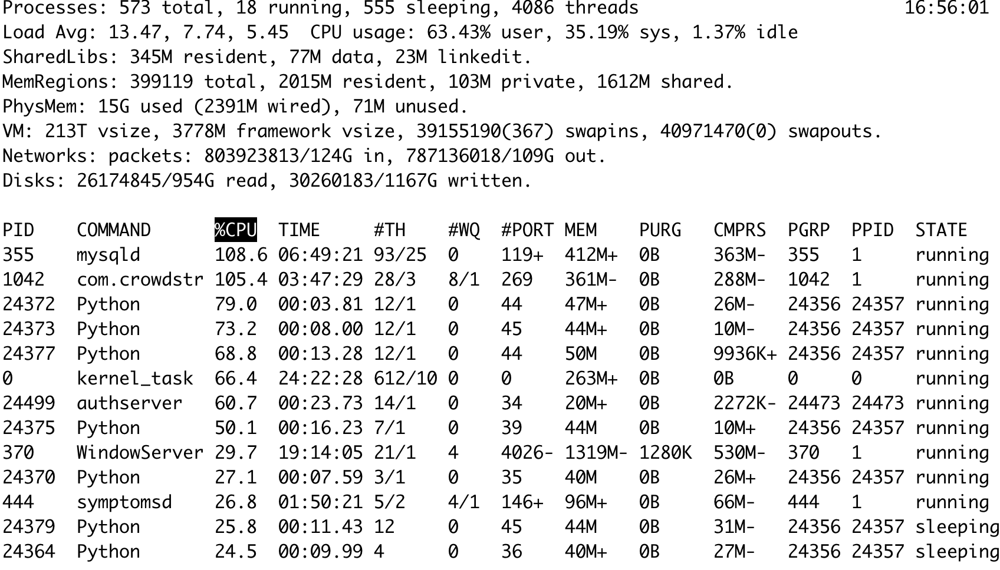 Processes: 573 total, 18 running, 555 sleeping, 4086 threads 16:56:01
Load Avg: 13.47, 7.74, 5.45 CPU usage: 63.43% user, 35.19% sys, 1.37% idle
SharedLibs: 345M resident, 77M data, 23M linkedit.
MemRegions: 399119 total, 2015M resident, 103M private, 1612M shared.
PhysMem: 15G used (2391M wired), 71M unused.
VM: 213T vsize, 3778M framework vsize, 39155190(367) swapins, 40971470(0) swapouts.
Networks: packets: 803923813/124G in, 787136018/109G out.
Disks: 26174845/954G read, 30260183/1167G written.
PID COMMAND %CPU TIME #TH #WQ #PORT MEM PURG CMPRS PGRP PPID STATE
355 mysqld 108.6 06:49:21 93/25 0 119+ 412M+ 0B 363M- 355 1 running
1042 com.crowdstr 105.4 03:47:29 28/3 8/1 269 361M- 0B 288M- 1042 1 running
24372 Python 79.0 00:03.81 12/1 0 44 47M+ 0B 26M- 24356 24357 running
24373 Python 73.2 00:08.00 12/1 0 45 44M+ 0B 10M- 24356 24357 running
24377 Python 68.8 00:13.28 12/1 0 44 50M 0B 9936K+ 24356 24357 running
0 kernel_task 66.4 24:22:28 612/10 0 0 263M+ 0B 0B 0 0 running
24499 authserver 60.7 00:23.73 14/1 0 34 20M+ 0B 2272K- 24473 24473 running
24375 Python 50.1 00:16.23 7/1 0 39 44M 0B 10M+ 24356 24357 running
370 WindowServer 29.7 19:14:05 21/1 4 4026- 1319M- 1280K 530M- 370 1 running
24370 Python 27.1 00:07.59 3/1 0 35 40M 0B 26M+ 24356 24357 running
444 symptomsd 26.8 01:50:21 5/2 4/1 146+ 96M+ 0B 66M- 444 1 running
24379 Python 25.8 00:11.43 12 0 45 44M 0B 31M- 24356 24357 sleeping
24364 Python 24.5 00:09.99 4 0 36 40M+ 0B 27M- 24356 24357 sleeping